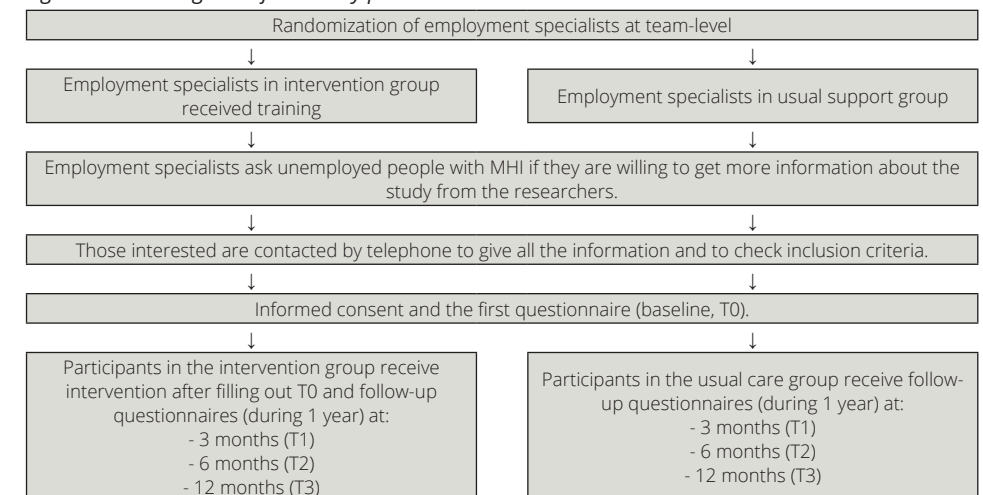 Randomization of employment specialists at team-level
↓ ↓
Employment specialists in intervention group
received training
Employment specialists in usual support group
↓ ↓
Employment specialists ask unemployed people with MHI if they are willing to get more information about the
study from the researchers.
↓ ↓
Those interested are contacted by telephone to give all the information and to check inclusion criteria.
↓ ↓
Informed consent and the first questionnaire (baseline, T0).
↓ ↓
Participants in the intervention group receive
intervention after filling out T0 and follow-up
questionnaires (during 1 year) at:
- 3 months (T1)
- 6 months (T2)
- 12 months (T3)
Participants in the usual care group receive follow-
up questionnaires (during 1 year) at:
- 3 months (T1)
- 6 months (T2)
- 12 months (T3)